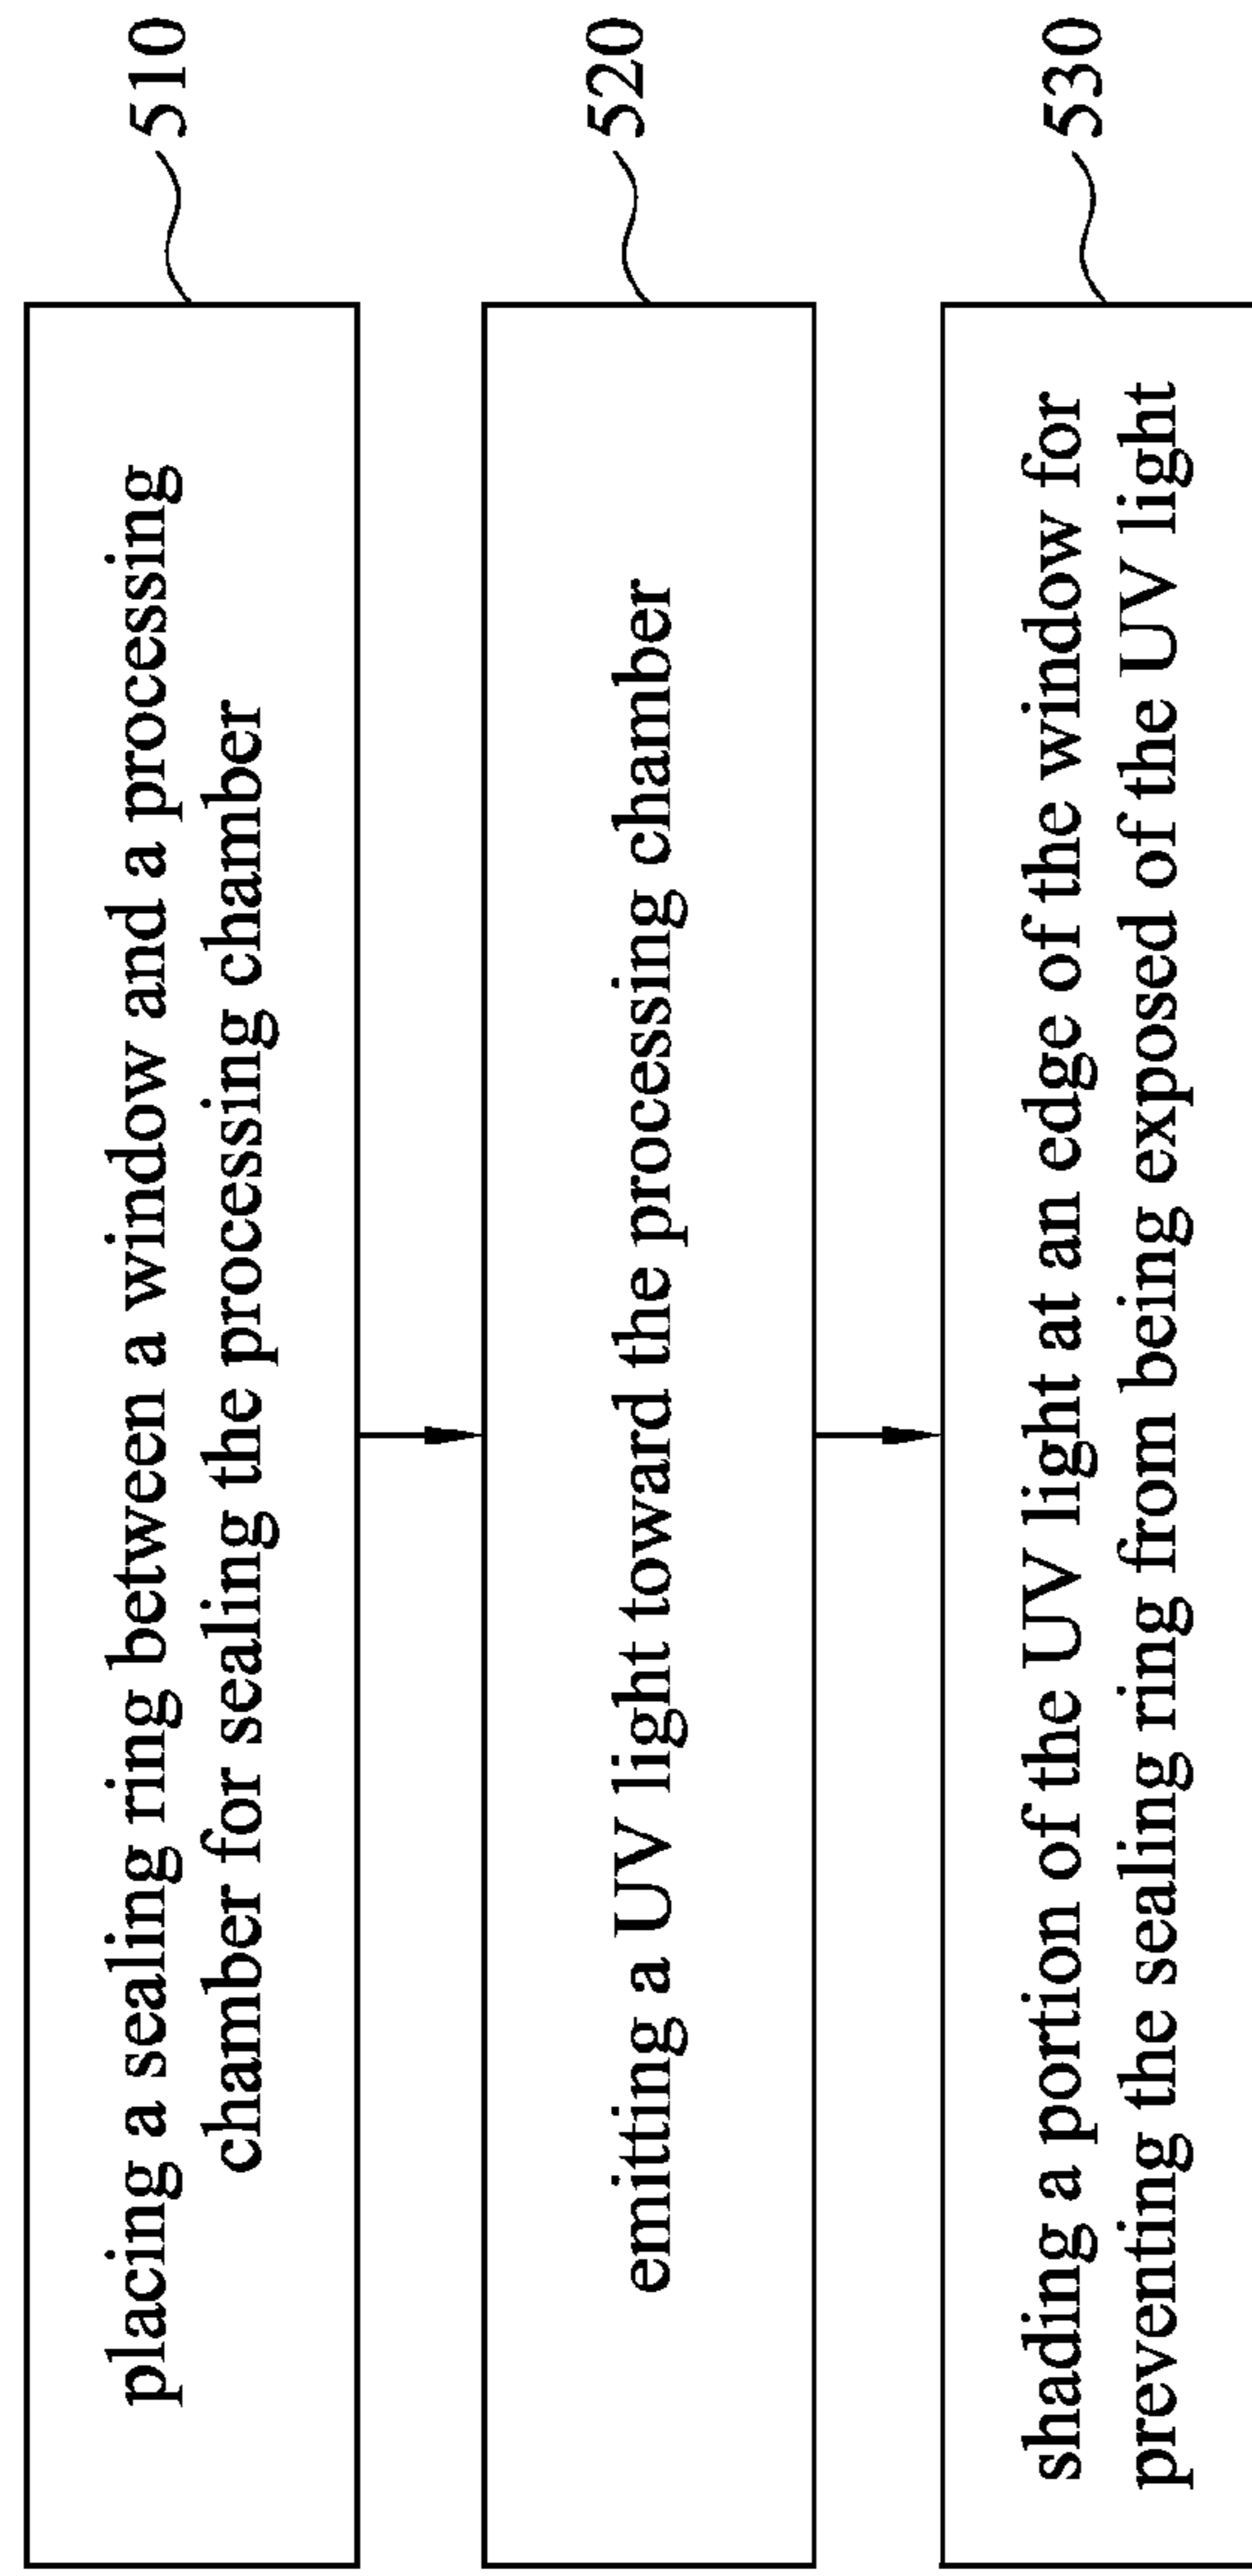 placing a sealing ring between a window and a processing
chamber for sealing the processing chamber
510
emitting a UV light toward the processing chamber
520
shading a portion of the UV light at an edge of the window for
preventing the sealing ring from being exposed of the UV light
530